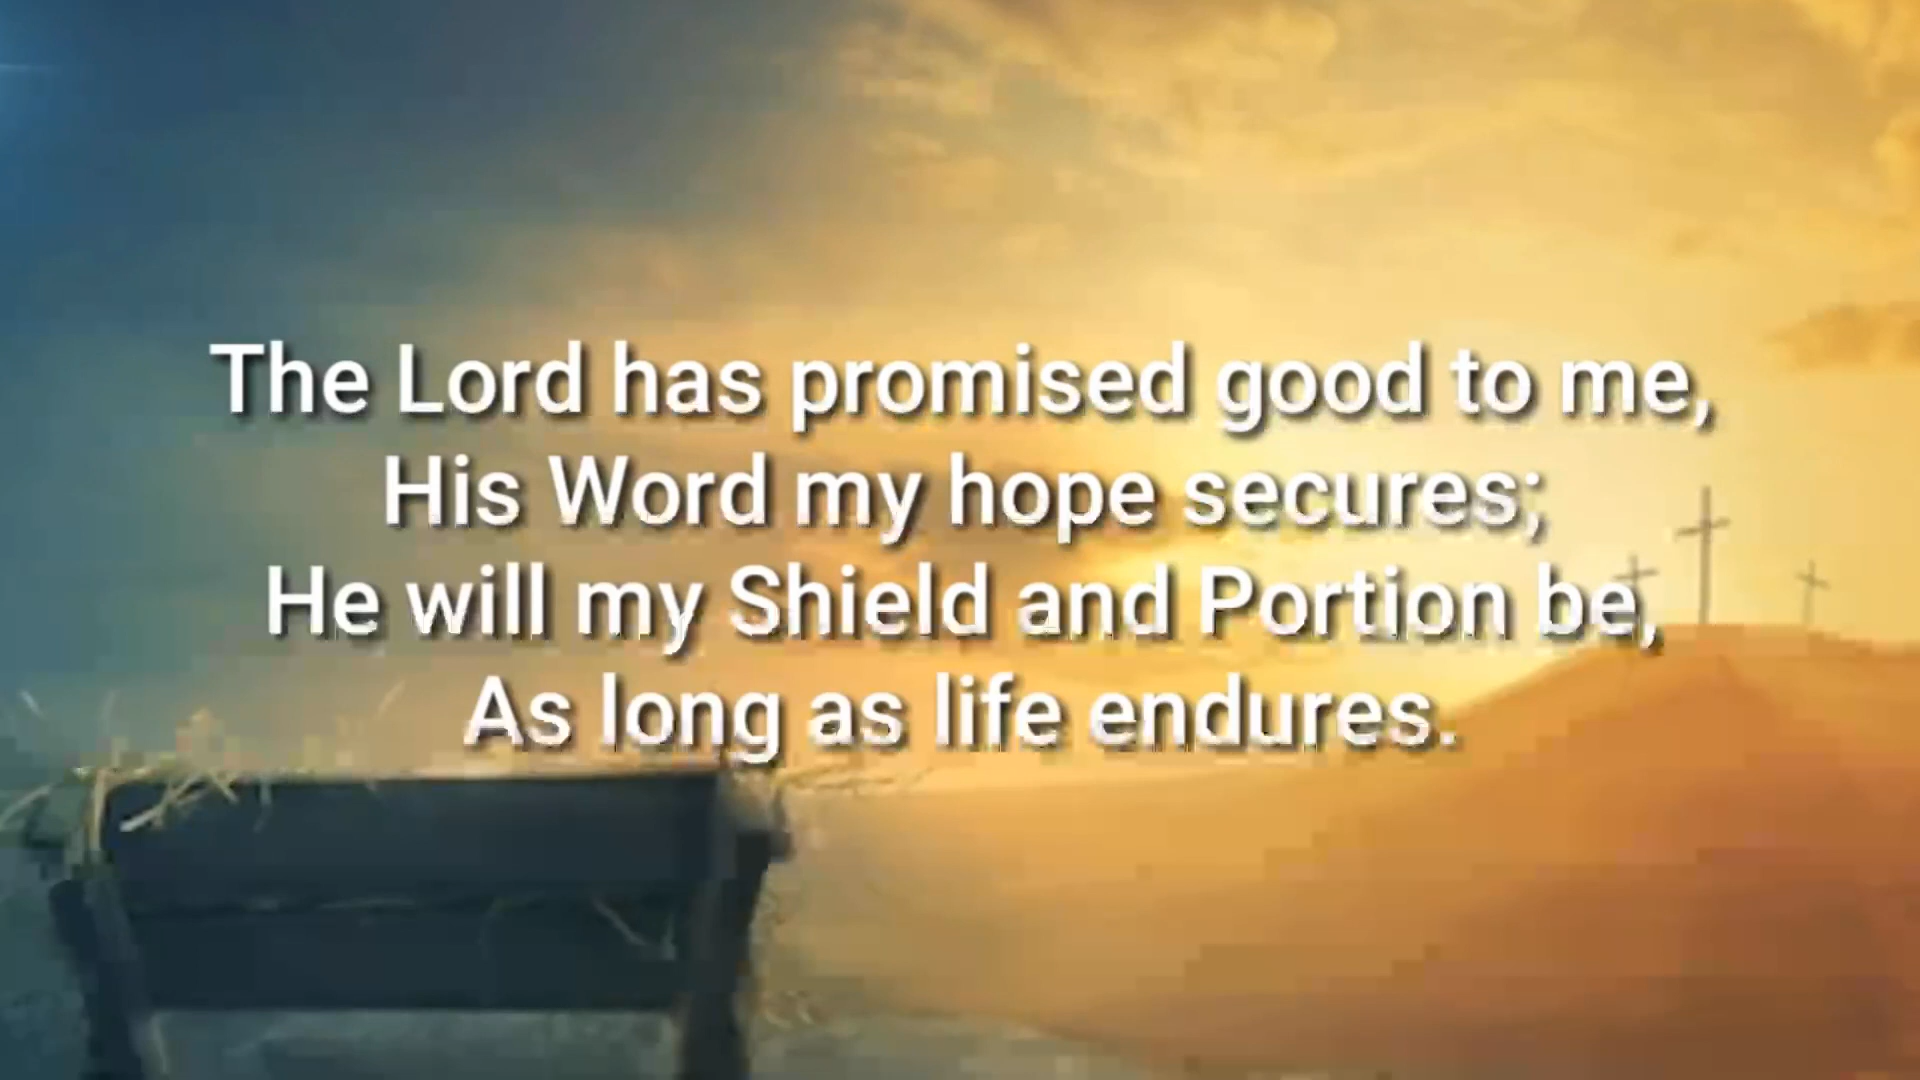 The Lord has promised good to me,
His Word my hope secures;
He will my Shield and Portion be,
As long as life endures.